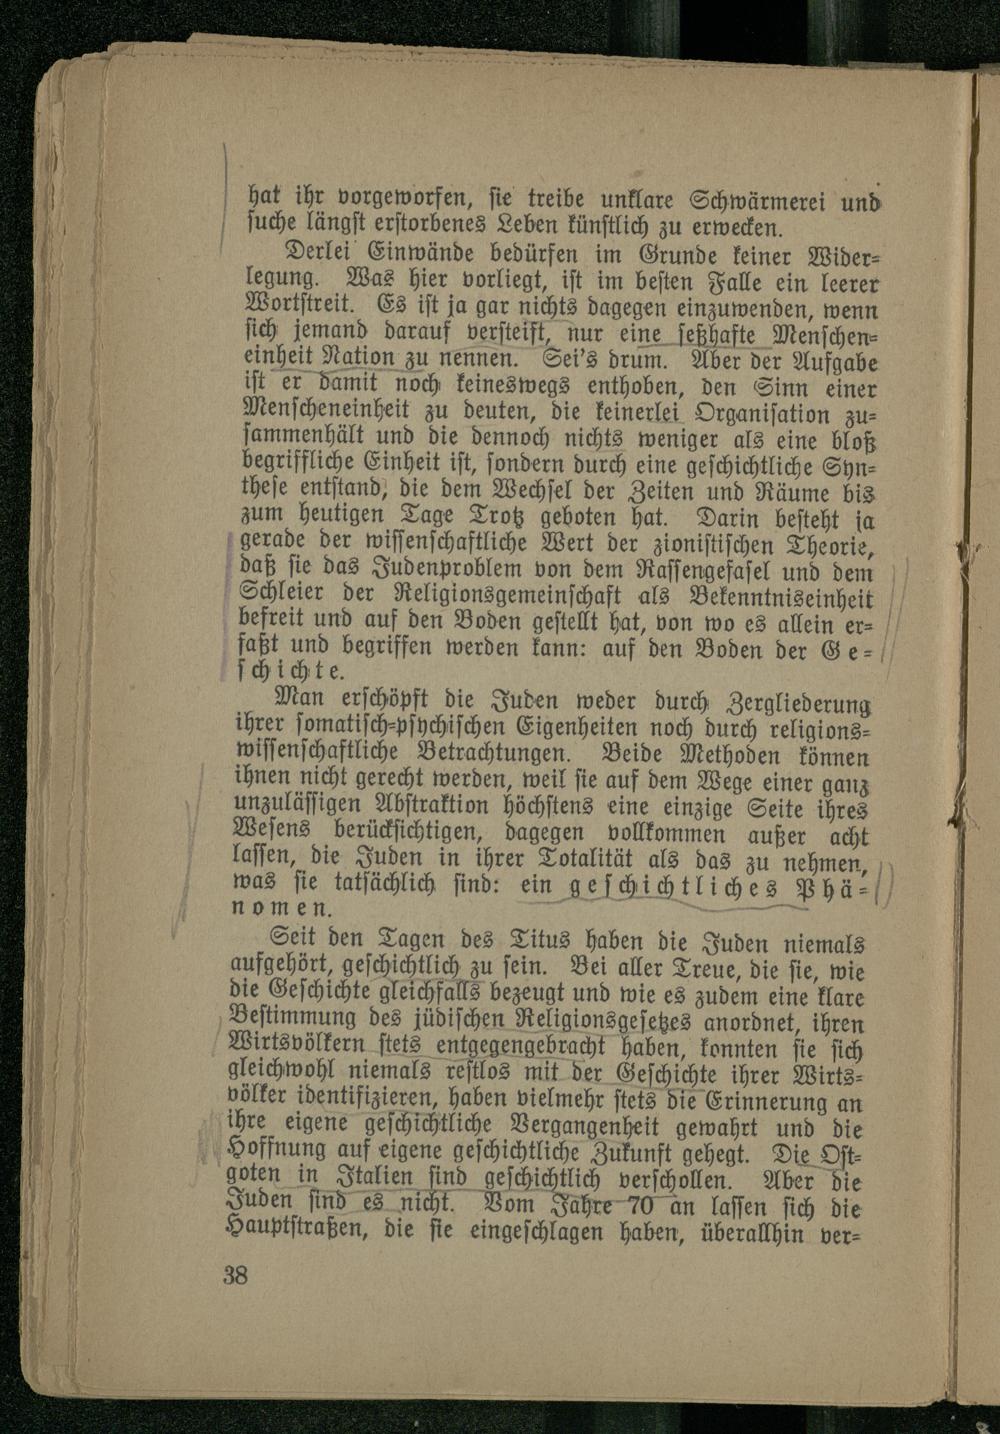 hat ihr vorgeworfen, sie treibe unklare Schwärmerei und
suche längst erstorbenes Leben künstlich zu erwecken.
Derlei Einwände bedürfen im Grunde keiner Wider-
legung. Was hier vorliegt, ist im besten Falle ein leerer
Wortstreit. Es ist ja gar nichts dagegen einzuwenden, wenn
sich jemand darauf versteift, nur eine seßhafte Menschen-
einheit Nation zu nennen. Sei's drum. Aber der Aufgabe
ist er damit noch keineswegs enthoben, den Sinn einer
Menscheneinheit zu deuten, die keinerlei Organisation zu-
sammenhält und die dennoch nichts weniger als eine bloß
begriffliche Einheit ist, sondern durch eine geschichtliche Syn-
these entstand, die dem Wechsel der Zeiten und Räume bis
zum heutigen Tage Trotz geboten hat. Darin besteht ja
gerade der wissenschaftliche Wert der zionistischen Theorie,
daß sie das Judenproblem von dem Rassengefasel und dem
Schleier der Religionsgemeinschaft als Bekenntniseinheit
befreit und auf den Boden gestellt hat, von wo es allein er-
faßt und begriffen werden kann: auf den Boden der Ge-
schichte.
Man erschöpft die Juden weder durch Zergliederung
ihrer somatisch-psychischen Eigenheiten noch durch religions-
wissenschaftliche Betrachtungen. Beide Methoden können
ihnen nicht gerecht werden, weil sie auf dem Wege einer ganz
unzulässigen Abstraktion höchstens eine einzige Seite ihres
Wesens berücksichtigen, dagegen vollkommen außer acht
lassen, die Juden in ihrer Totalität als das zu nehmen,
was sie tatsächlich sind: ein geschichtliches Phä-
nomen.
Seit den Tagen des Titus haben die Juden niemals
aufgehört, geschichtlich zu sein. Bei aller Treue, die sie, wie
die Geschichte gleichfalls bezeugt und wie es zudem eine klare
Bestimmung des jüdischen Religionsgesetzes anordnet, ihren
Wirtsvölkern stets entgegengebracht haben, konnten sie sich
gleichwohl niemals restlos mit der Geschichte ihrer Wirts-
völker identifizieren, haben vielmehr stets die Erinnerung an
ihre eigene geschichtliche Vergangenheit gewahrt und die
Hoffnung auf eigene geschichtliche Zukunft gehegt. Die Ost-
goten in Italien sind geschichtlich verschollen. Aber die
Juden sind es nicht. Vom Jahre 70 an lassen sich die
Hauptstraßen, die sie eingeschlagen haben, überallhin ver-
38